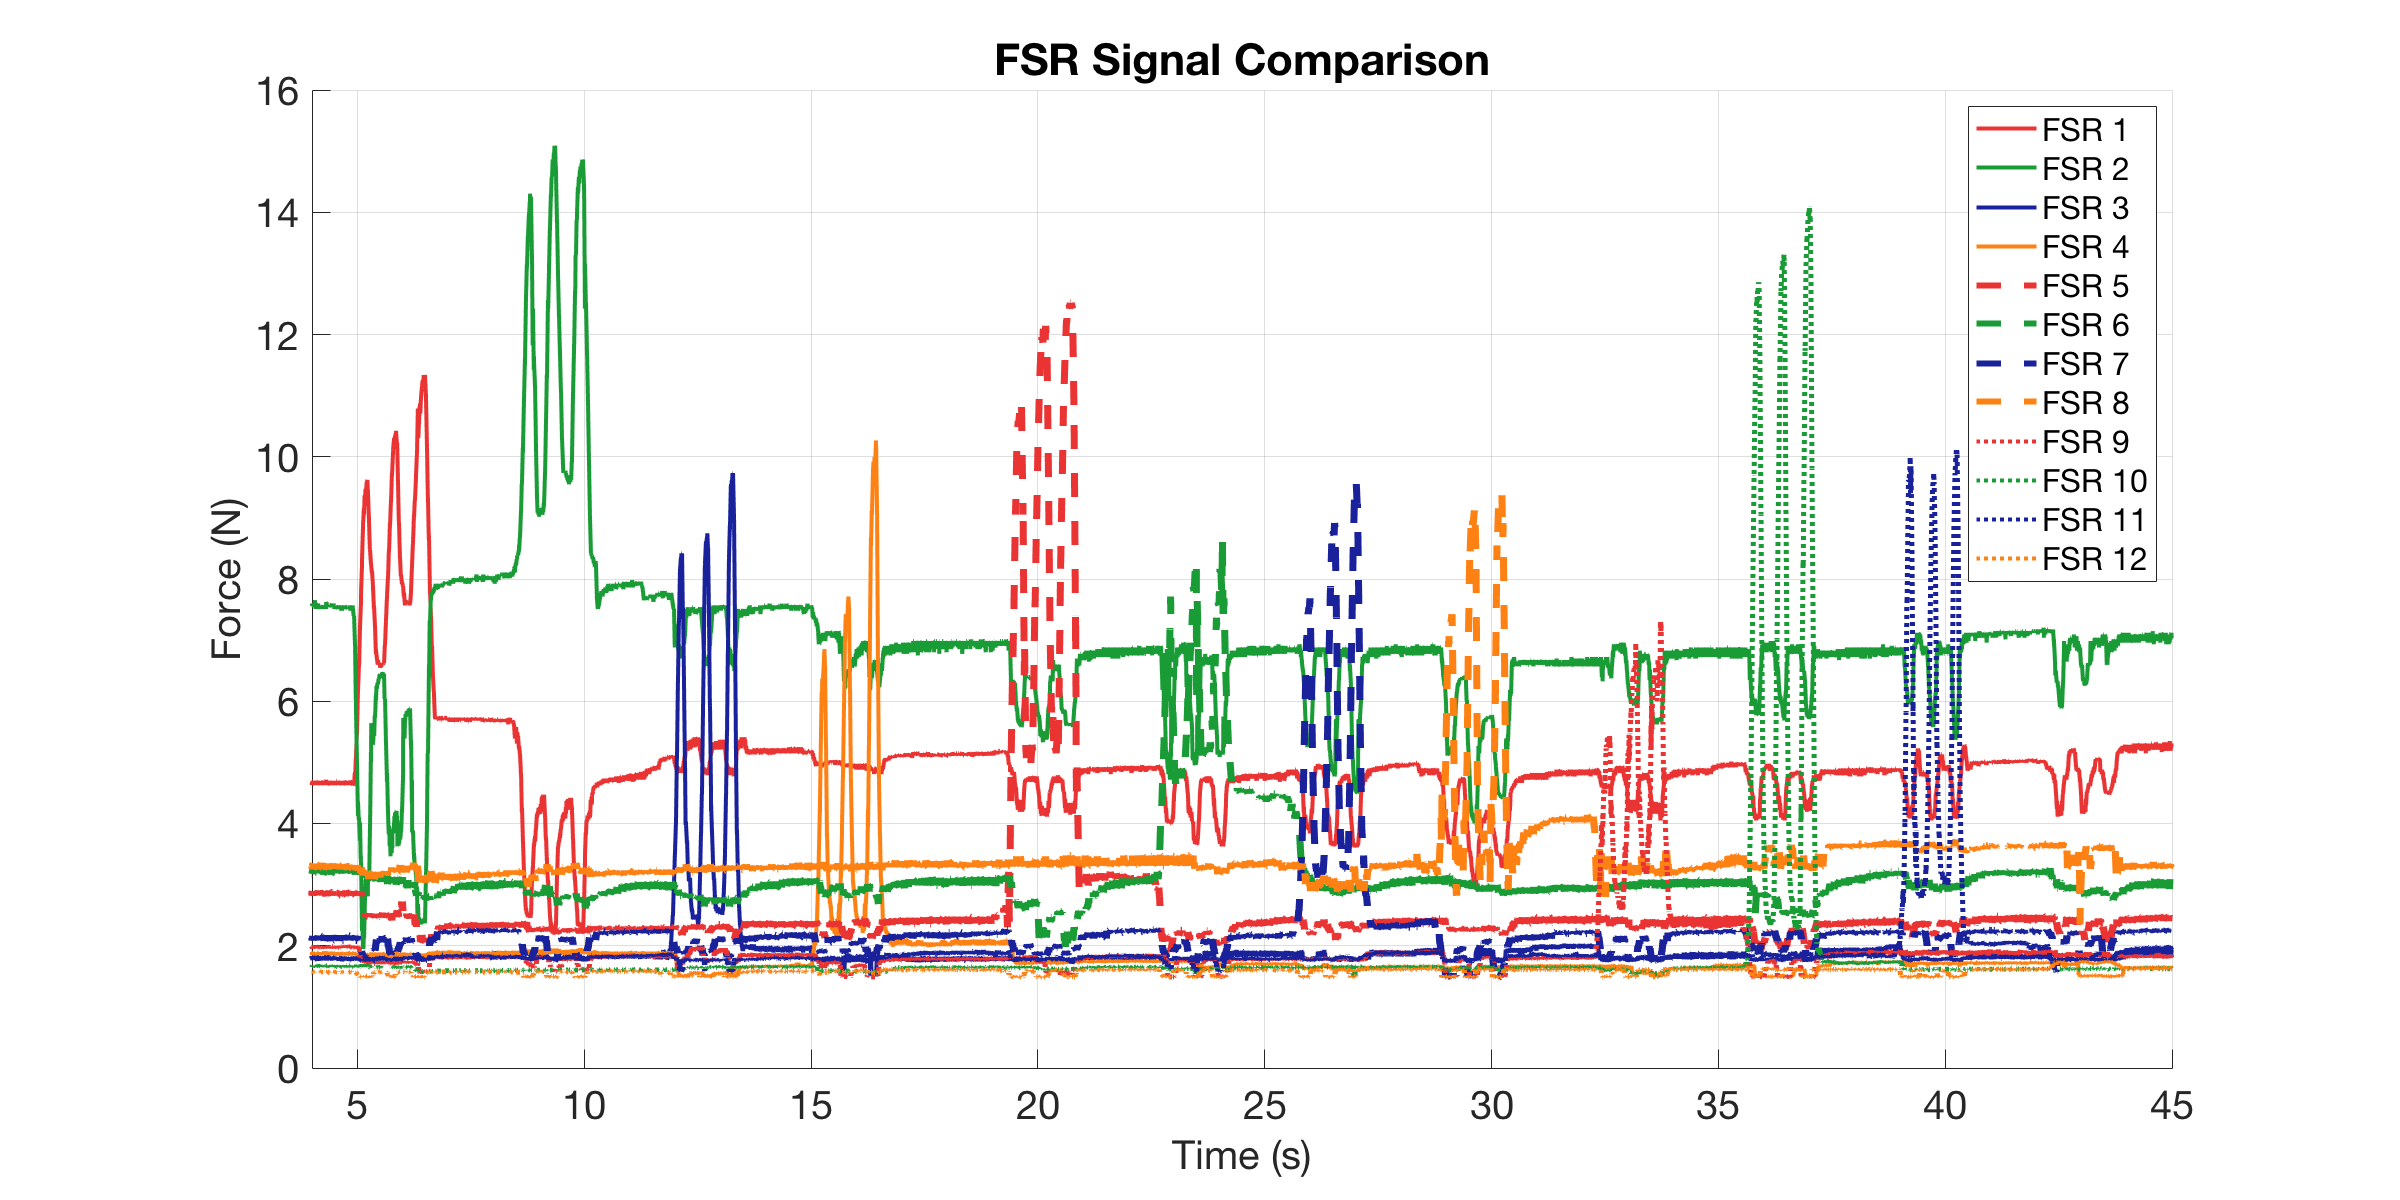 FSR Signal Comparison
16
14
12
10
8
6
4
2
0
Force (N)
FSR 1
FSR 2
FSR 3
FSR 4
FSR 5
FSR 6
FSR 7
FSR 8
FSR 9
FSR 10
FSR 11
FSR 12
5 10 15 20 25 30 35 40 45
Time (s)